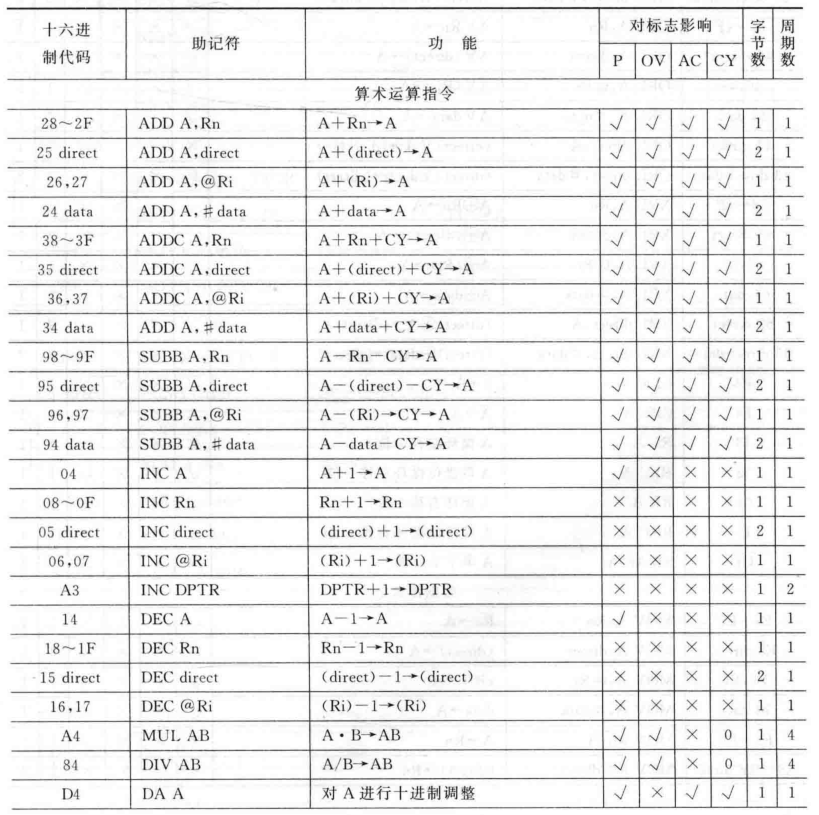 十六进制代码 助记符 功 能 对标志影响 字节数 周期数
P OV AC CY
算术运算指令
28～2F ADD A,Rn A+Rn→A √ √ √ √ 1 1
25 direct ADD A,direct A+(direct)→A √ √ √ √ 2 1
26,27 ADD A,@Ri A+(Ri)→A √ √ √ √ 1 1
24 data ADD A,#data A+data→A √ √ √ √ 2 1
38～3F ADDC A,Rn A+Rn+CY→A √ √ √ √ 1 1
35 direct ADDC A,direct A+(direct)+CY→A √ √ √ √ 2 1
36,37 ADDC A,@Ri A+(Ri)+CY→A √ √ √ √ 1 1
34 data ADD A,#data A+data+CY→A √ √ √ √ 2 1
98～9F SUBB A,Rn A−Rn−CY→A √ √ √ √ 1 1
95 direct SUBB A,direct A−(direct)−CY→A √ √ √ √ 2 1
96,97 SUBB A,@Ri A−(Ri)→CY→A √ √ √ √ 1 1
94 data SUBB A,#data A−data−CY→A √ √ √ √ 2 1
04 INC A A+1→A √ × × × 1 1
08～0F INC Rn Rn+1→Rn × × × × 1 1
05 direct INC direct (direct)+1→(direct) × × × × 2 1
06,07 INC @Ri (Ri)+1→(Ri) × × × × 1 1
A3 INC DPTR DPTR+1→DPTR × × × × 1 2
14 DEC A A−1→A √ × × × 1 1
18～1F DEC Rn Rn−1→Rn × × × × 1 1
15 direct DEC direct (direct)−1→(direct) × × × × 2 1
16,17 DEC @Ri (Ri)−1→(Ri) × × × × 1 1
A4 MUL AB A·B→AB √ √ × 0 1 4
84 DIV AB A/B→AB √ √ × 0 1 4
D4 DA A 对 A 进行十进制调整 √ × √ √ 1 1